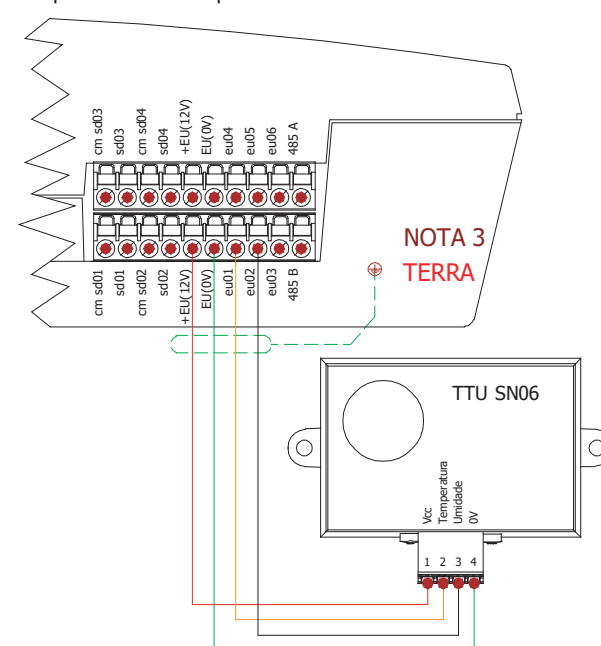 cm sd03
sd03
cm sd04
sd04
+EU(12V)
EU(0V)
eu04
eu05
eu06
485 A
cm sd01
sd01
cm sd02
sd02
+EU(12V)
EU(0V)
eu01
eu02
eu03
485 B
NOTA 3
TERRA
TTU SN06
Vcc
Temperatura
Umidade
0V
1 2 3 4